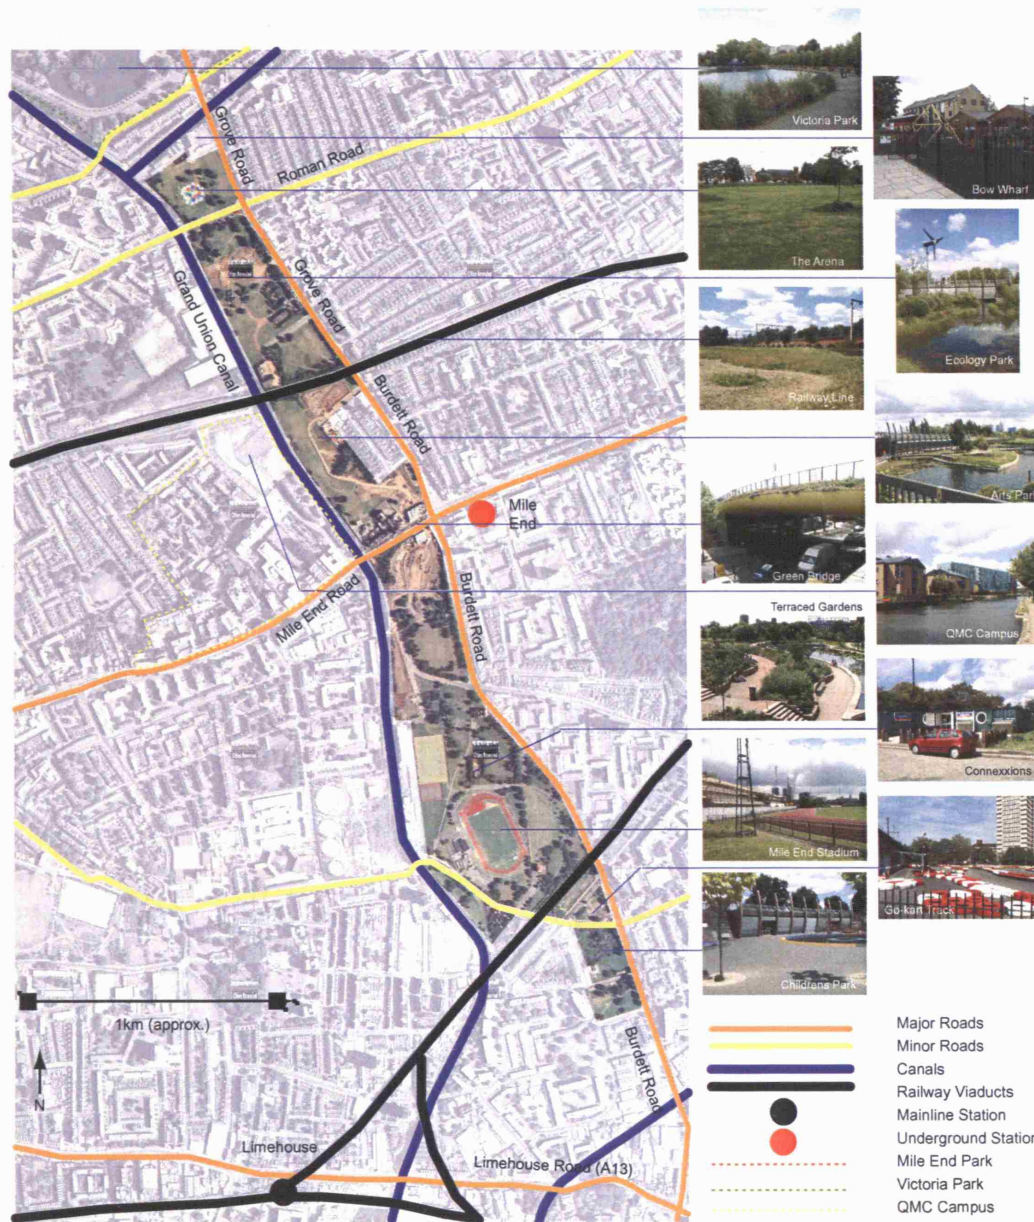 Victoria Park
Bow Wharf
Grove Road
Roman Road
The Arena
Grand Union Canal
Grove Road
Ecology Park
Railway Line
Burdett Road
Arts Par
Mile
End
Green Bridge
Mile End Road
QMC Campus
Burdett Road
Terraced Gardens
Connexxions
Mile End Stadium
Go-kart Track
Childrens Park
1km (approx.)
N
Burdett Road
Limehouse
Limehouse Road (A13)
Major Roads
Minor Roads
Canals
Railway Viaducts
Mainline Station
Underground Station
Mile End Park
Victoria Park
QMC Campus